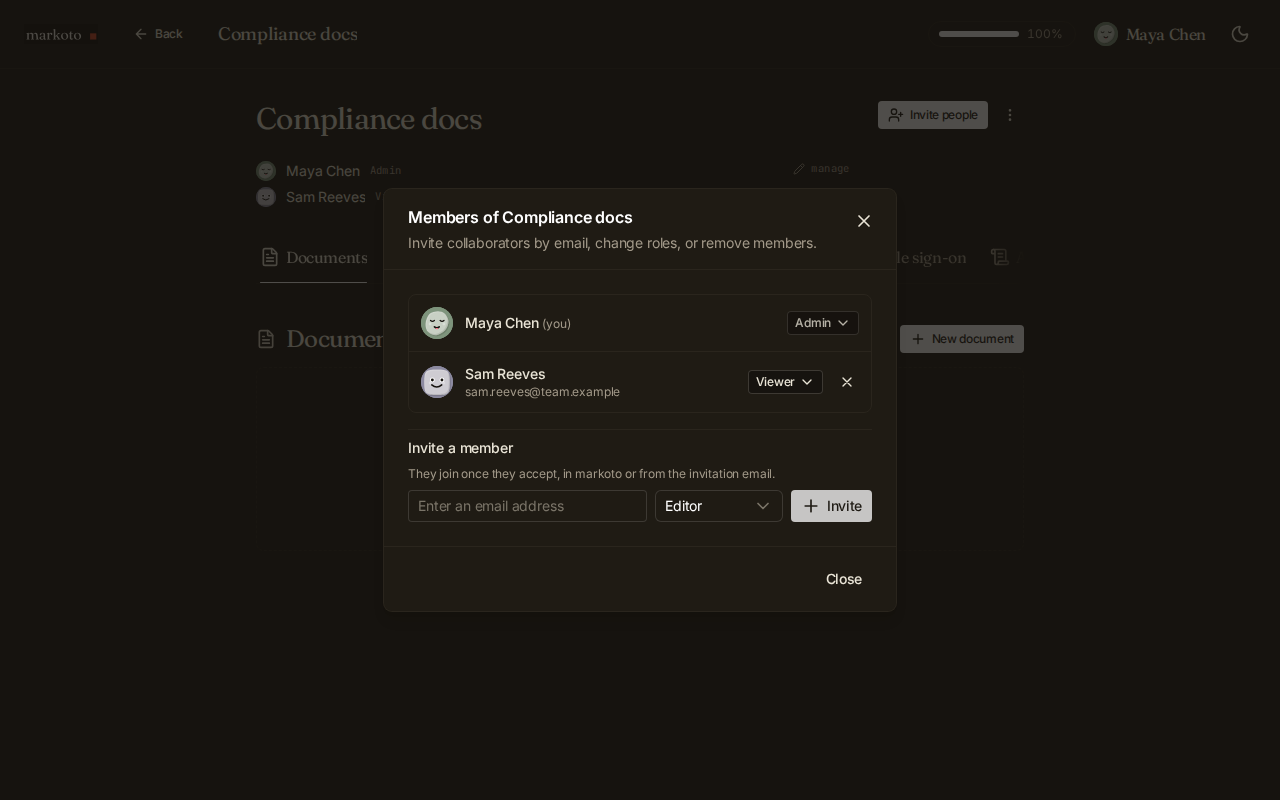 markoto
Back
Compliance docs
100%
Maya Chen
Compliance docs
Invite people
Maya Chen Admin
manage
Sam Reeves
Members of Compliance docs
Invite collaborators by email, change roles, or remove members.
Documents
sign-on
Maya Chen (you)
Admin
New document
Sam Reeves
sam.reeves@team.example
Viewer
Invite a member
They join once they accept, in markoto or from the invitation email.
Enter an email address
Editor
Invite
Close